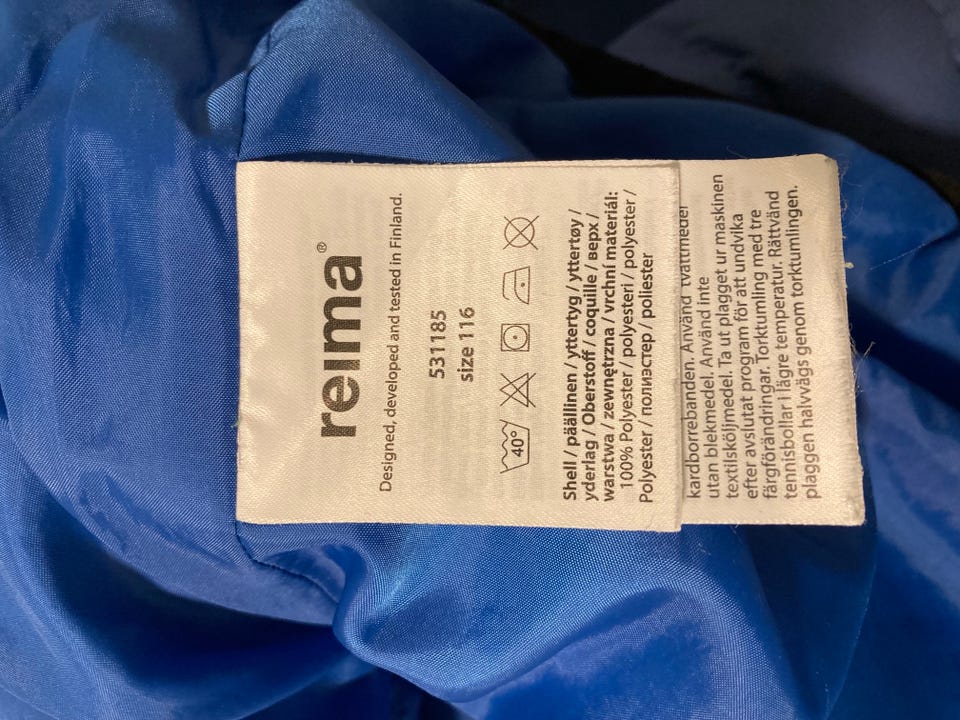 reima®
Designed, developed and tested in Finland.
531185
size 116
40°
Shell / päällinen / yttertyg / yttertøy /
yderlag / Oberstoff / coquille / верх /
warstwa / zewnętrzna / vrchní materiál:
100% Polyester / polyesteri / polyester /
Polyester / полиэстер / poliester
kardborrebanden. Använd tvättmedel
utan blekmedel. Använd inte
textilsköljmedel. Ta ut plagget ur maskinen
efter avslutat program för att undvika
färgförändringar. Torktumling med tre
tennisbollar i lägre temperatur. Rättvänd
plaggen halvvägs genom torktumlingen.